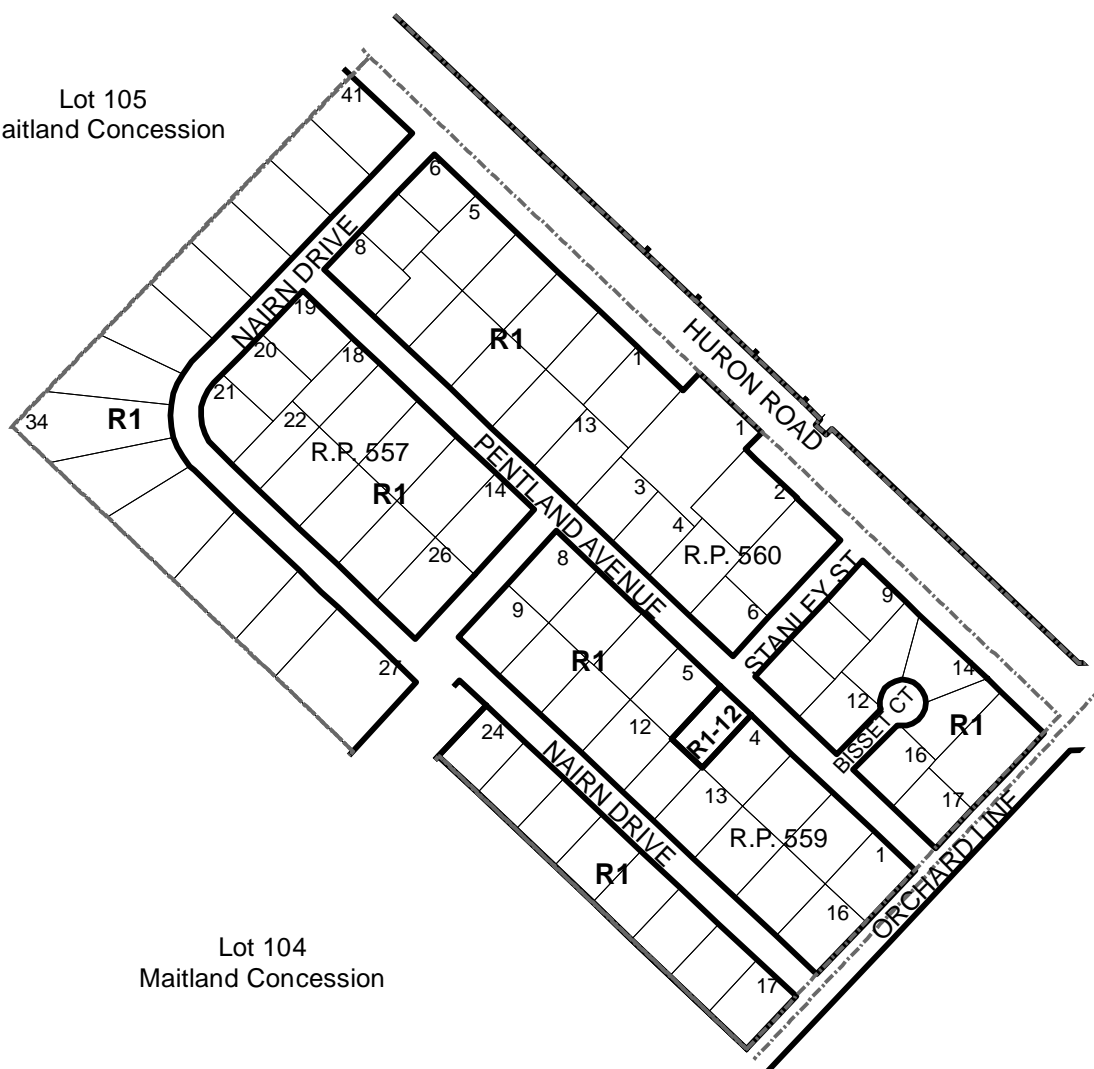 Lot 105
aitland Concession
41
6
5
8
NAIRN DRIVE
19
20
18
21
22
34
R1
R1
1
HURON ROAD
13
1
R.P. 557
R1
14
26
PENTLAND AVENUE
3
4
2
R.P. 560
6
STANLEY ST
8
9
R1
5
9
14
12
BISSET CT
R1
16
17
27
24
12
R1-12
4
13
R.P. 559
1
16
NAIRN DRIVE
R1
17
ORCHARD LINE
Lot 104
Maitland Concession